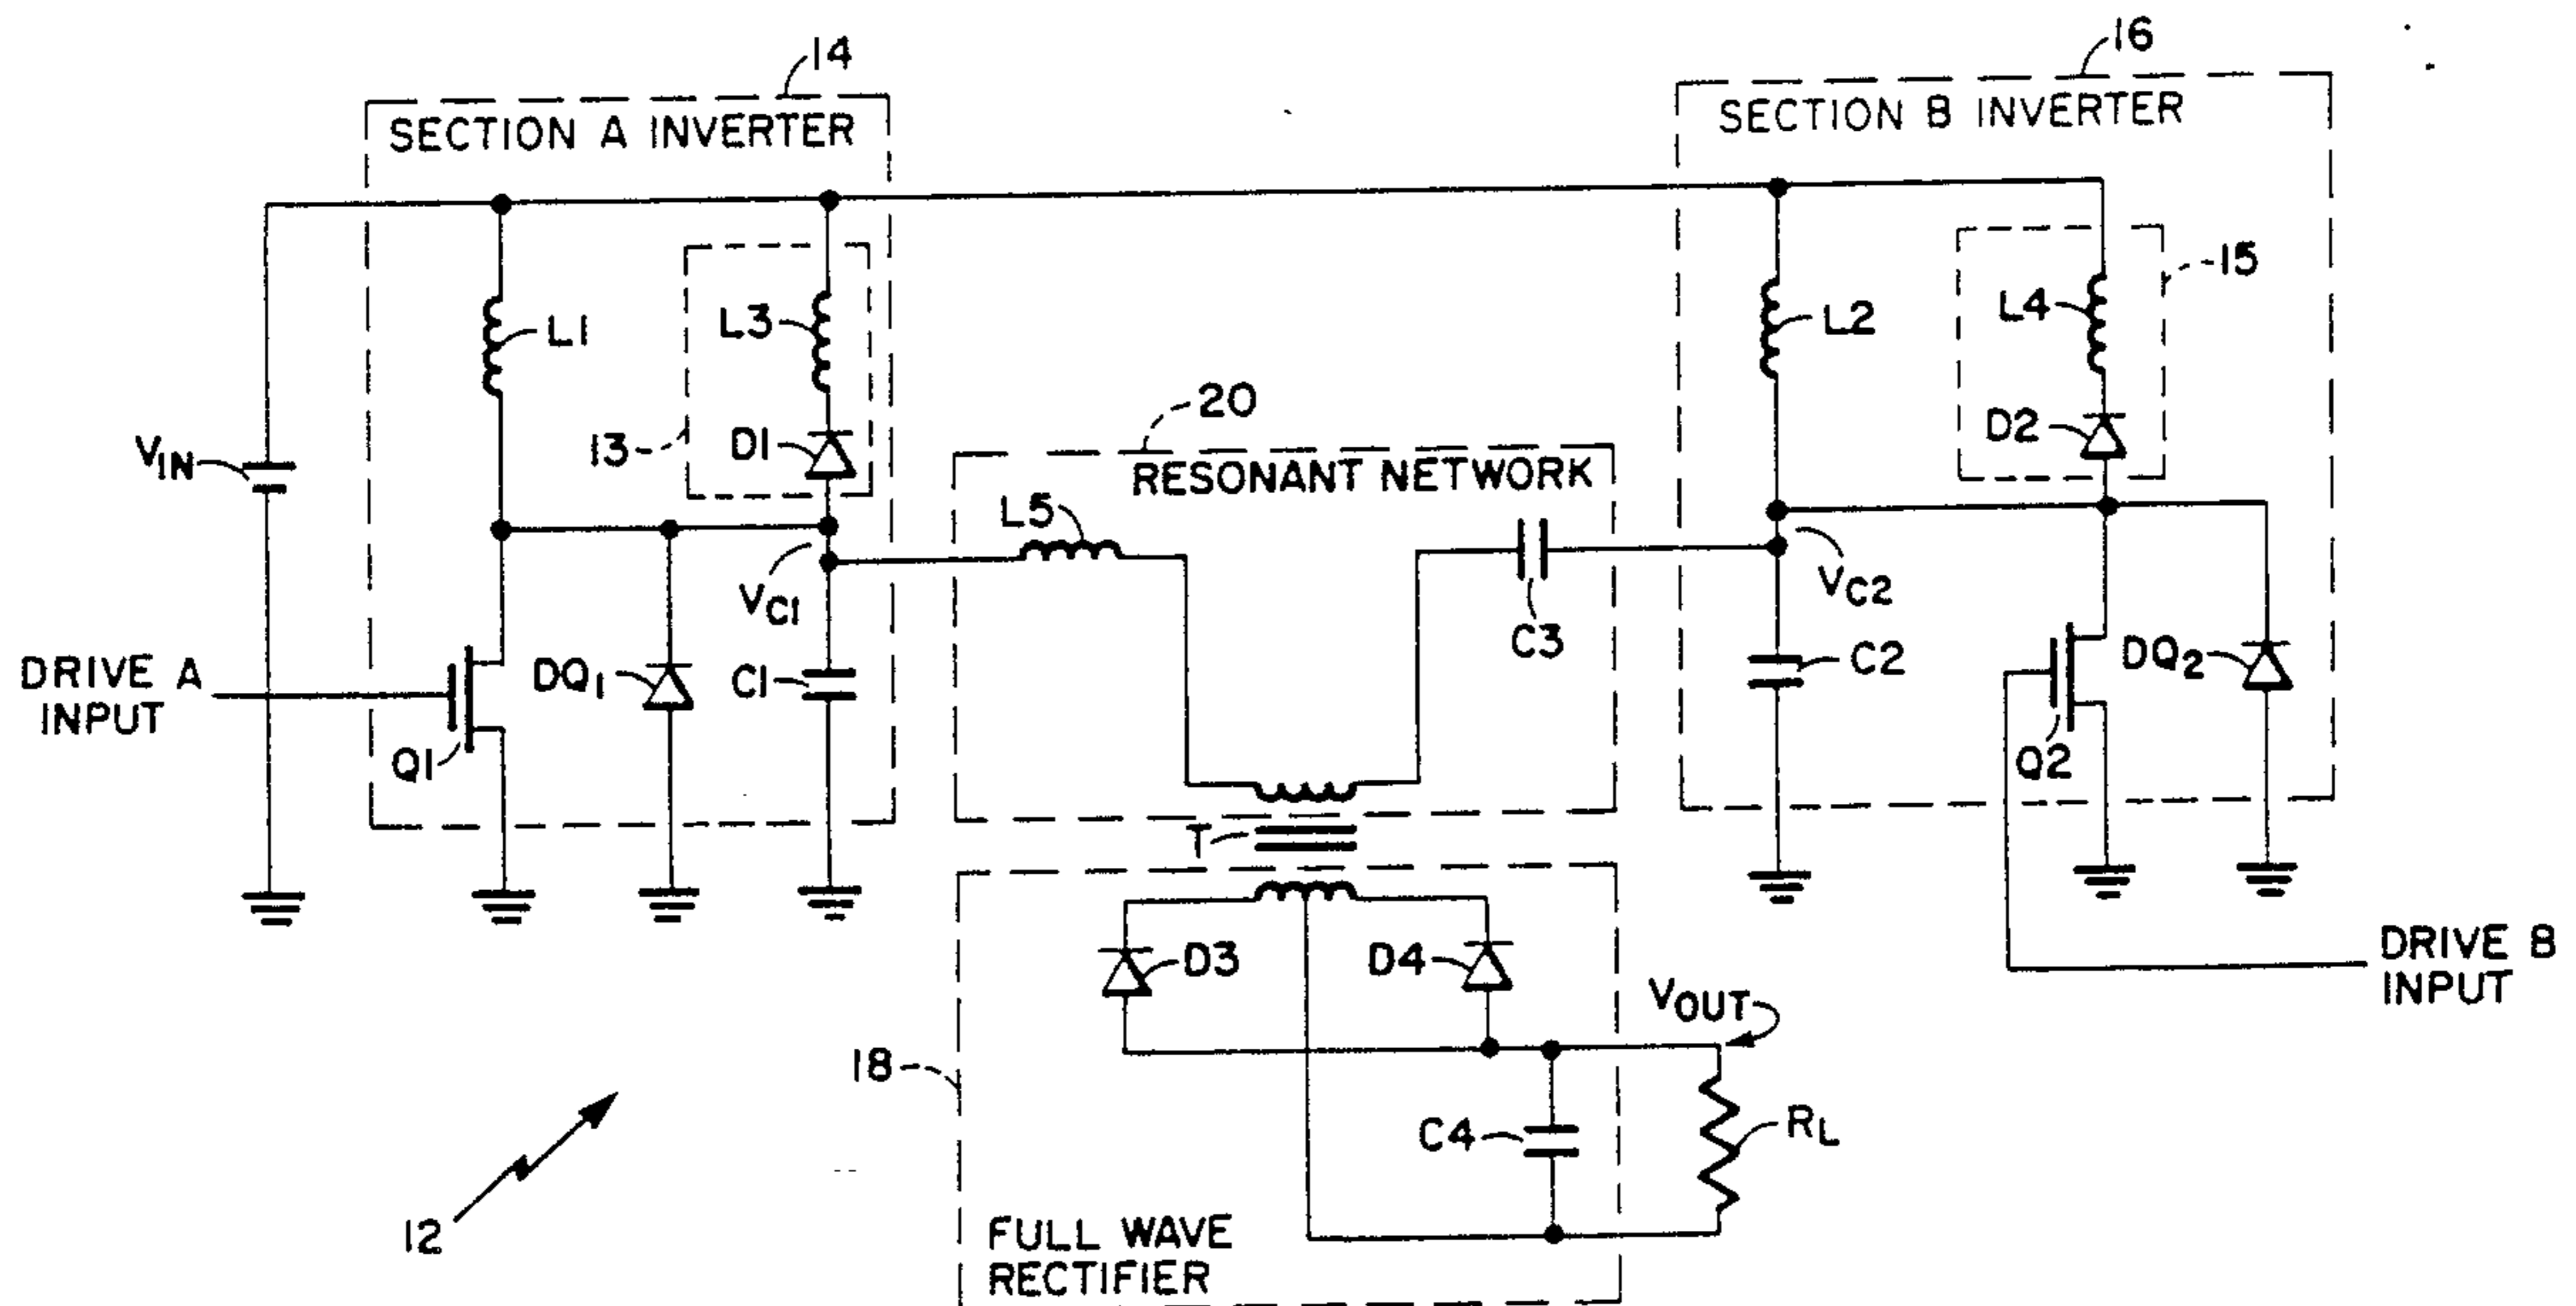 14
16
SECTION A INVERTER
SECTION B INVERTER
L1
L3
13
D1
VIN
L2
L4
15
D2
20
RESONANT NETWORK
L5
C3
VC1
VC2
DRIVE A
INPUT
Q1
DQ1
C1
C2
Q2
DQ2
T
D3
D4
VOUT
DRIVE B
INPUT
18
C4
RL
12
FULL WAVE
RECTIFIER